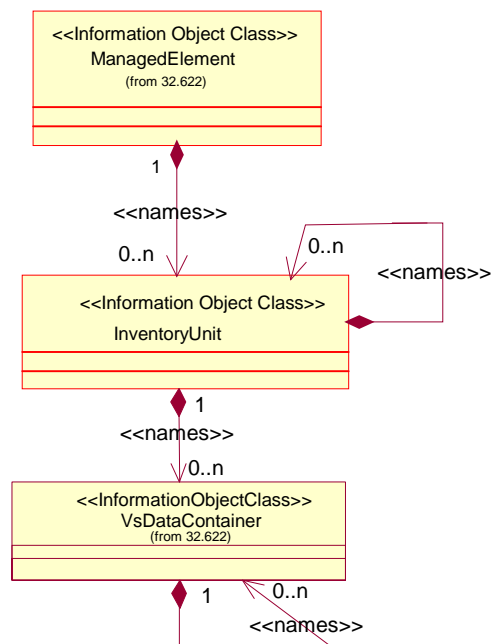 <<Information Object Class>>
ManagedElement
(from 32.622)
1
<<names>>
0..n
0..n
<<names>>
<<Information Object Class>>
InventoryUnit
1
<<names>>
0..n
<<InformationObjectClass>>
VsDataContainer
(from 32.622)
1
0..n
<<names>>